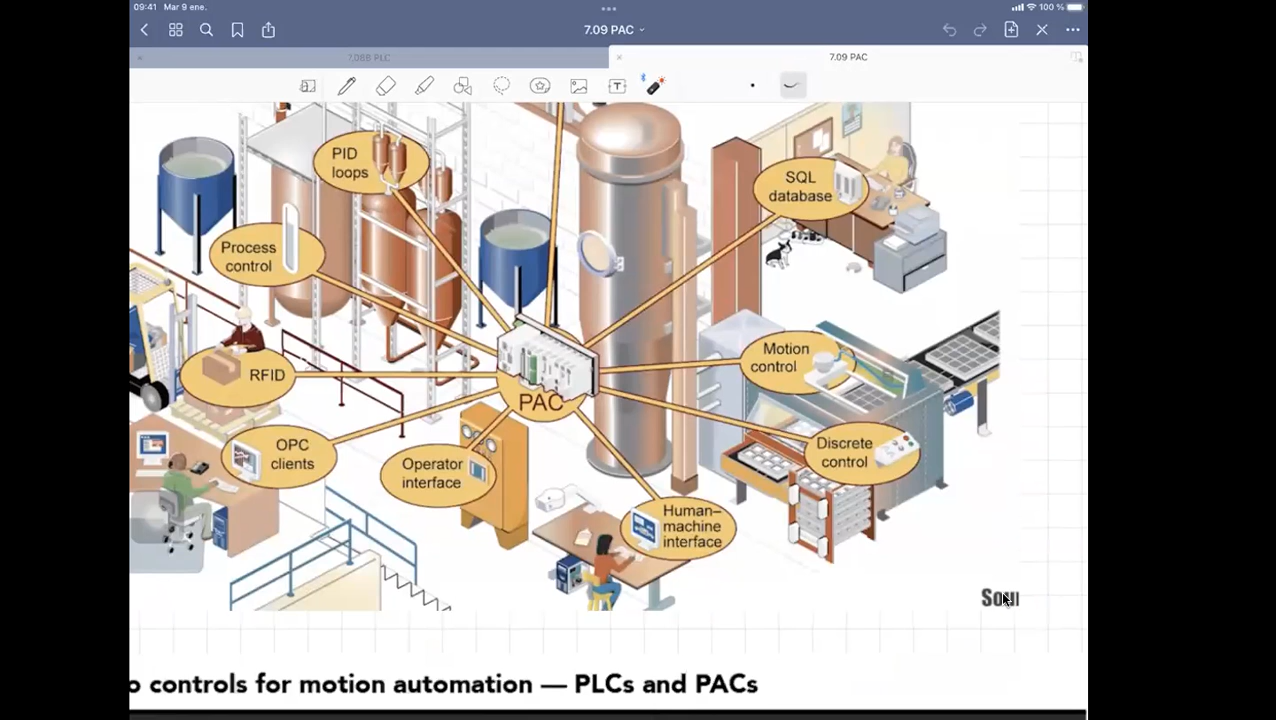 09:41 Mar 9 ene.
100 %
7.09 PAC
7,08B PLC
7.09 PAC
PID
loops
SQL
database
Process
control
Motion
control
RFID
PAC
OPC
clients
Operator
interface
Discrete
control
Human–
machine
interface
o controls for motion automation — PLCs and PACs